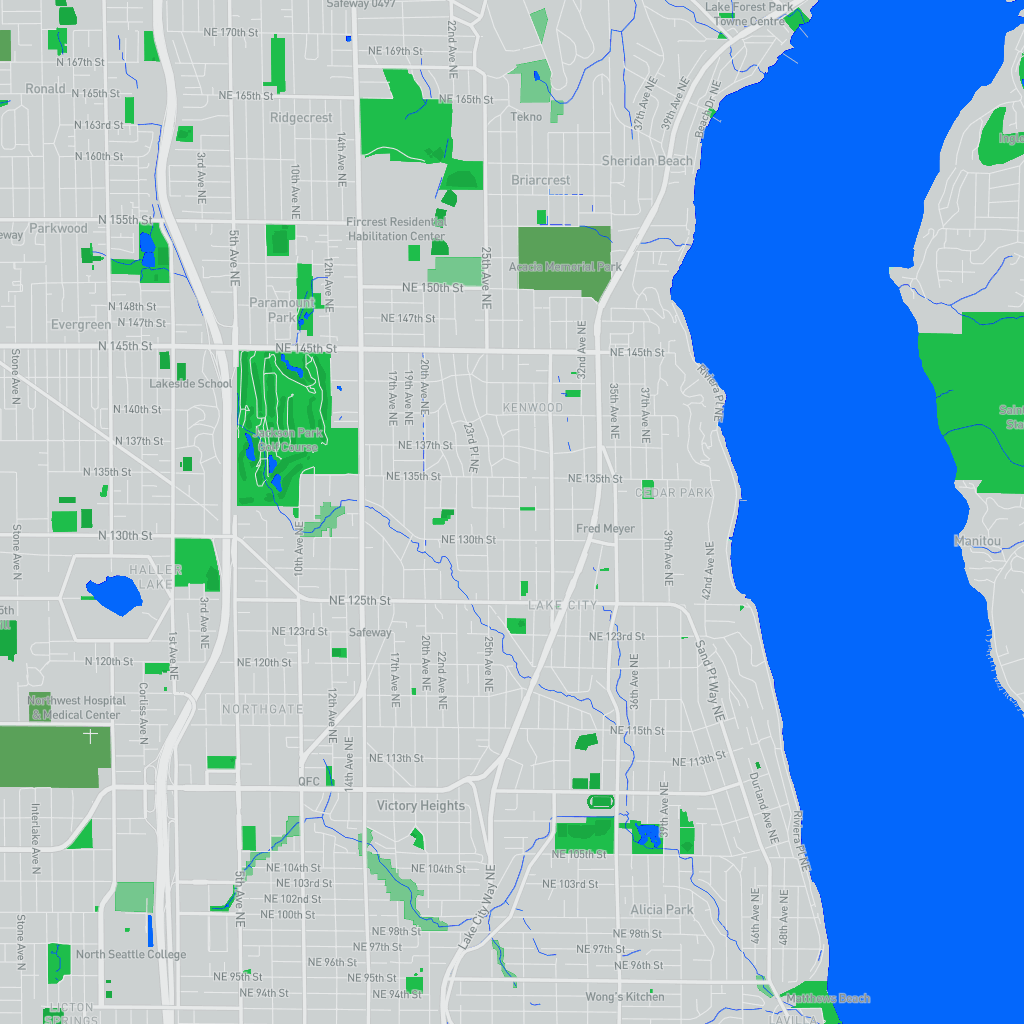 Safeway 0497
Lake Forest Park
Towne Centre
NE 170th St
22nd Ave NE
NE 169th St
N 167th St
Ronald
N 165th St
NE 165th St
NE 165th St
37th Ave NE
39th Ave NE
Beach Dr NE
Ridgecrest
Tekno
N 163rd St
14th Ave NE
N 160th St
3rd Ave NE
10th Ave NE
Sheridan Beach
Briarcrest
N 155th St
Parkwood
Fircrest Residential
Habilitation Center
5th Ave NE
12th Ave NE
25th Ave NE
Acacia Memorial Park
NE 150th St
N 148th St
Paramount
Park
N 147th St
Evergreen
NE 147th St
32nd Ave NE
N 145th St
NE 145th St
NE 145th St
Stone Ave N
Lakeside School
17th Ave NE
19th Ave NE
20th Ave NE
35th Ave NE
37th Ave NE
Riviera Pl NE
N 140th St
KENWOOD
Jackson Park
Golf Course
N 137th St
NE 137th St
23rd Pl NE
N 135th St
NE 135th St
NE 135th St
CEDAR PARK
Stone Ave N
N 130th St
10th Ave NE
NE 130th St
Fred Meyer
39th Ave NE
42nd Ave NE
Manitou
HALLER
LAKE
3rd Ave NE
NE 125th St
LAKE CITY
1st Ave NE
NE 123rd St
Safeway
NE 123rd St
Sand Pt Way NE
N 120th St
NE 120th St
17th Ave NE
20th Ave NE
22nd Ave NE
25th Ave NE
36th Ave NE
Corliss Ave N
Northwest Hospital
& Medical Center
NORTHGATE
12th Ave NE
14th Ave NE
NE 115th St
NE 113th St
NE 113th St
QFC
Victory Heights
Interlake Ave N
39th Ave NE
Durland Ave NE
Riviera Pl NE
NE 105th St
5th Ave NE
NE 104th St
NE 104th St
NE 103rd St
NE 103rd St
NE 102nd St
NE 100th St
Lake City Way NE
Alicia Park
46th Ave NE
48th Ave NE
Stone Ave N
NE 98th St
NE 98th St
NE 97th St
NE 97th St
North Seattle College
NE 96th St
NE 96th St
NE 95th St
NE 95th St
NE 94th St
NE 94th St
Wong's Kitchen
Matthews Beach
LICTON
SPRINGS
LAVILLA